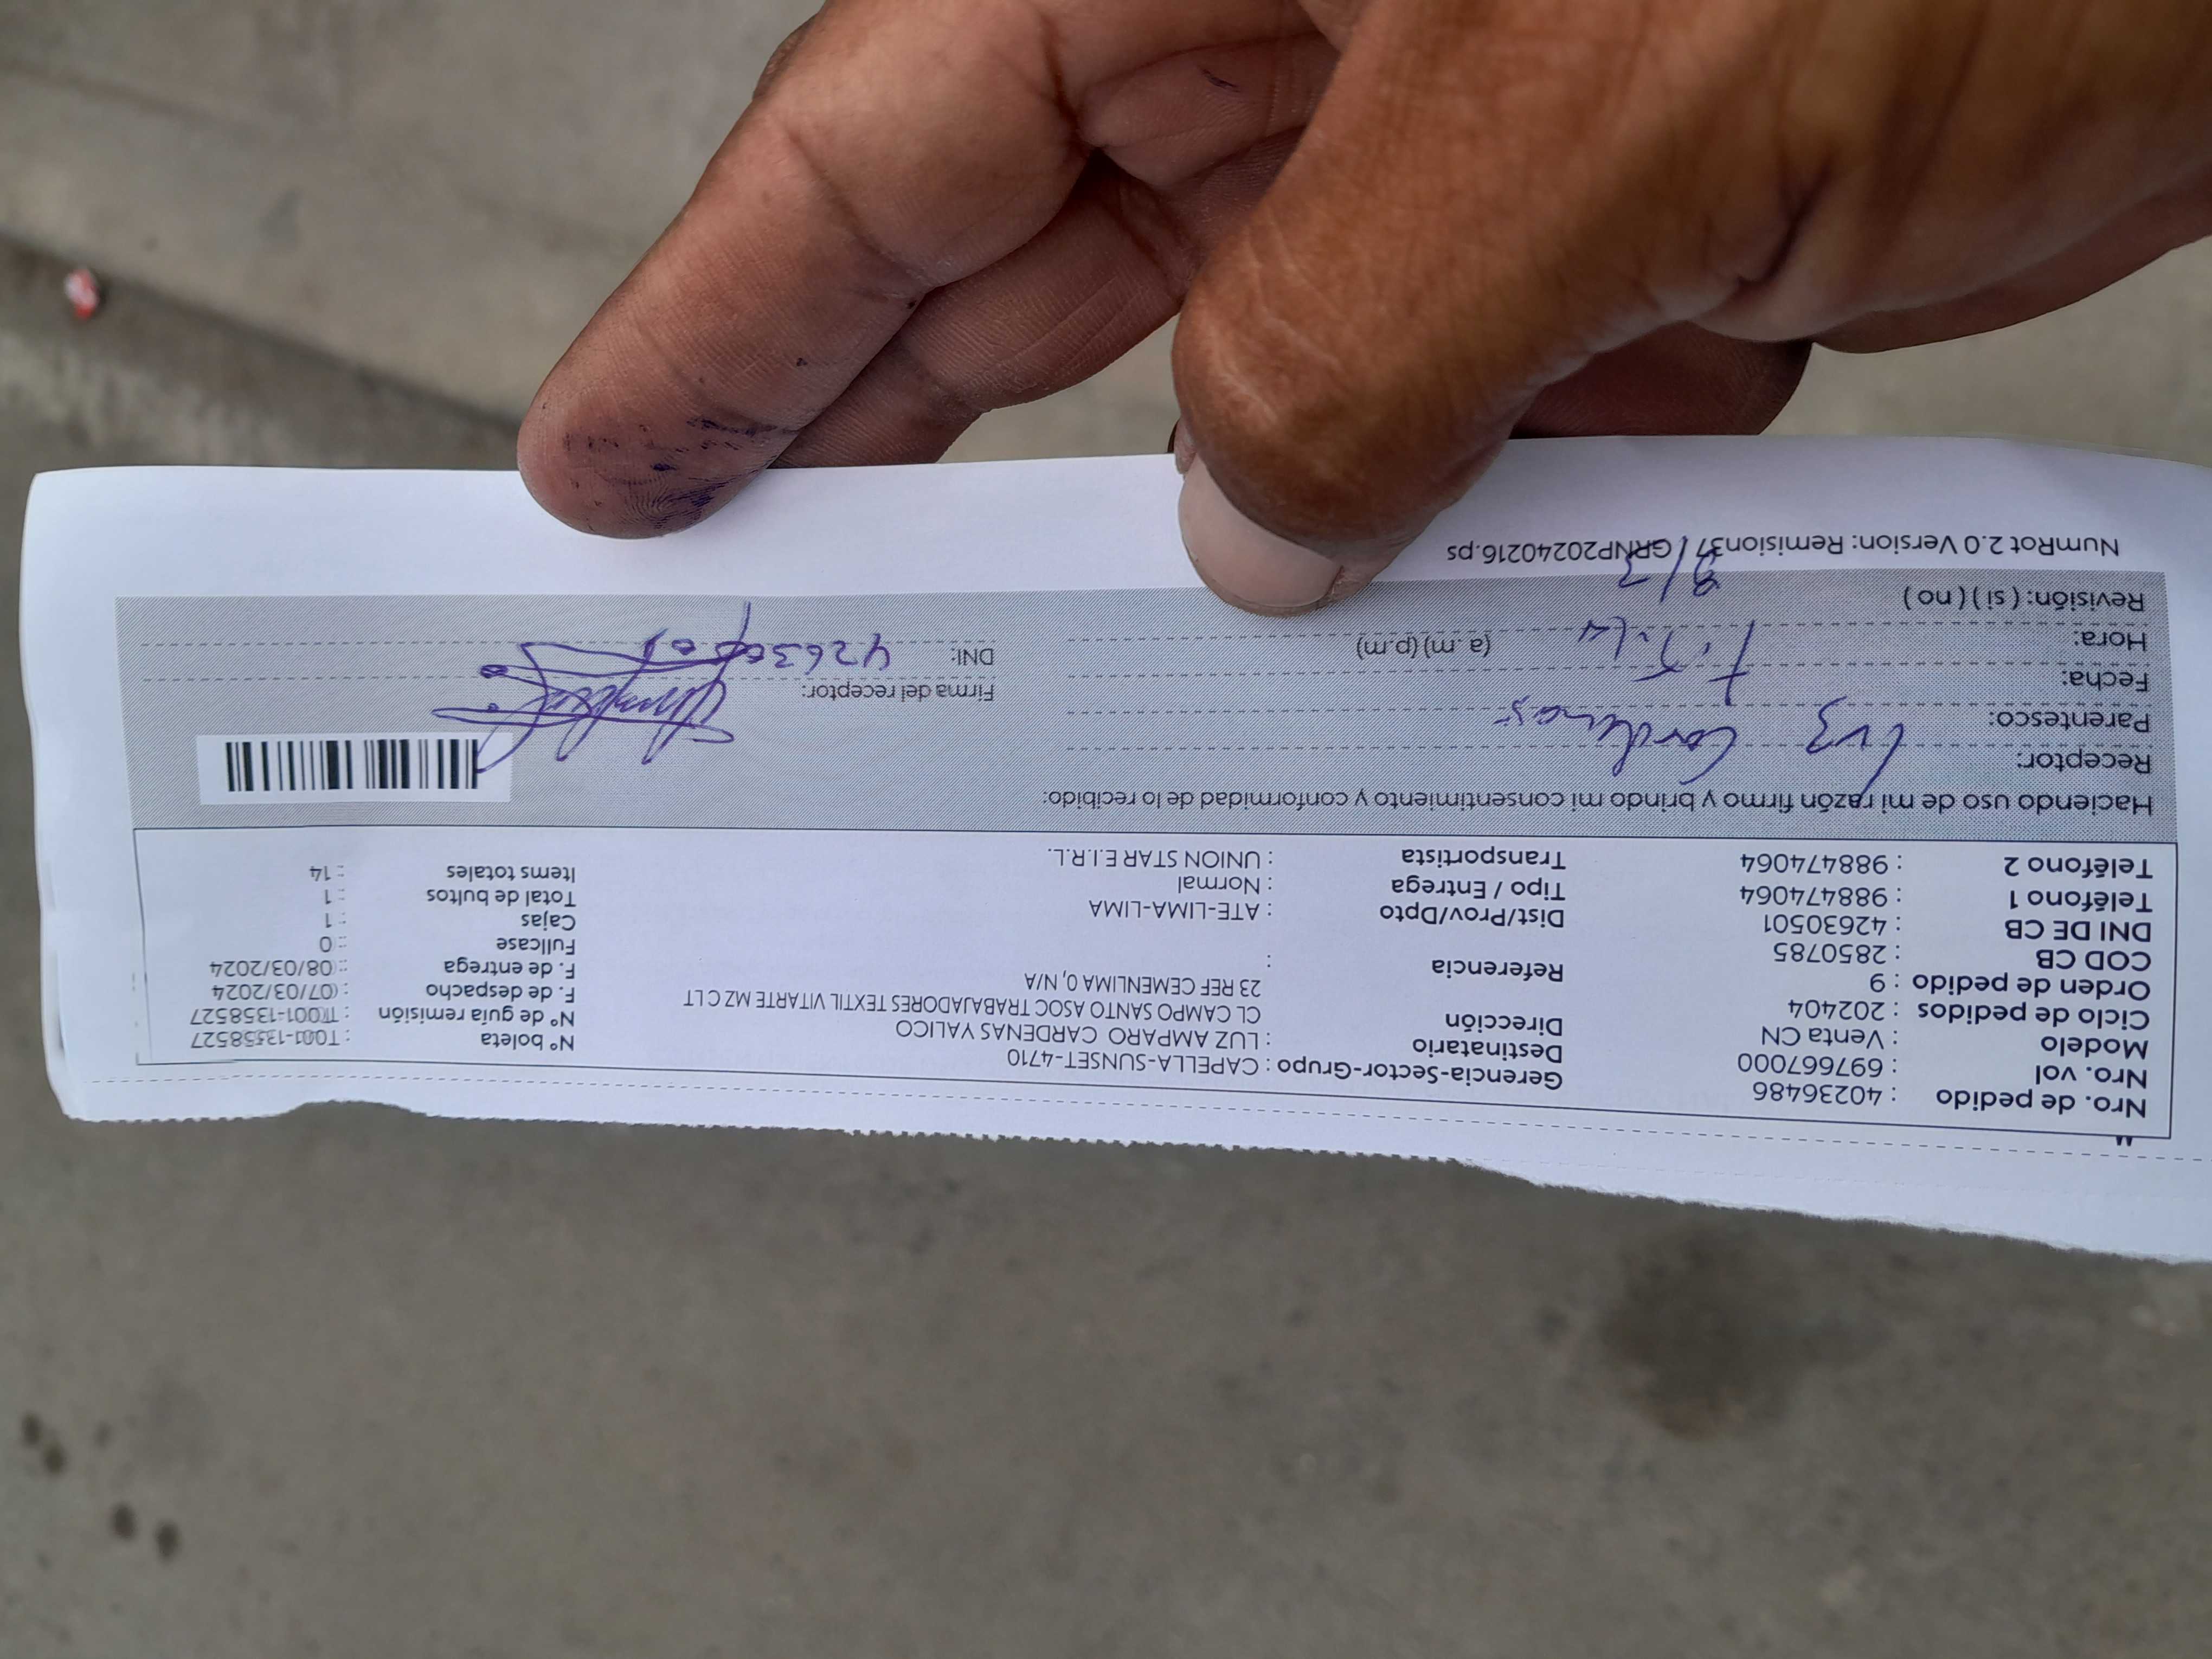 Nro. de pedido : 40236486
Nro. vol : 697667000
Modelo : Venta CN
Ciclo de pedidos : 202404
Orden de pedido : 9
COD CB : 2850785
DNI DE CB : 42630501
Teléfono 1 : 988474064
Teléfono 2 : 988474064
Gerencia-Sector-Grupo : CAPELLA-SUNSET-4710
Destinatario : LUZ AMPARO CARDENAS YALICO
Dirección CL CAMPO SANTO ASOC TRABAJADORES TEXTIL VITARTE MZ C LT
23 REF CEMENLIMA 0, N/A
Referencia :
Dist/Prov/Dpto : ATE-LIMA-LIMA
Tipo / Entrega : Normal
Transportista : UNION STAR E.I.R.L.
N° boleta : T001-1358527
N° de guía remisión : T001-1358527
F. de despacho : 07/03/2024
F. de entrega : 08/03/2024
Fullcase : 0
Cajas : 1
Total de bultos : 1
Items totales : 14
Haciendo uso de mi razón firmo y brindo mi consentimiento y conformidad de lo recibido:
Receptor: Luz Cardenas
Parentesco:
Fecha:
Hora: (a.m) (p.m)
Revisión: ( si ) ( no )
Firma del receptor:
DNI: 42630501
NumRot 2.0 Version: Remision37 / GRNP20240216.ps